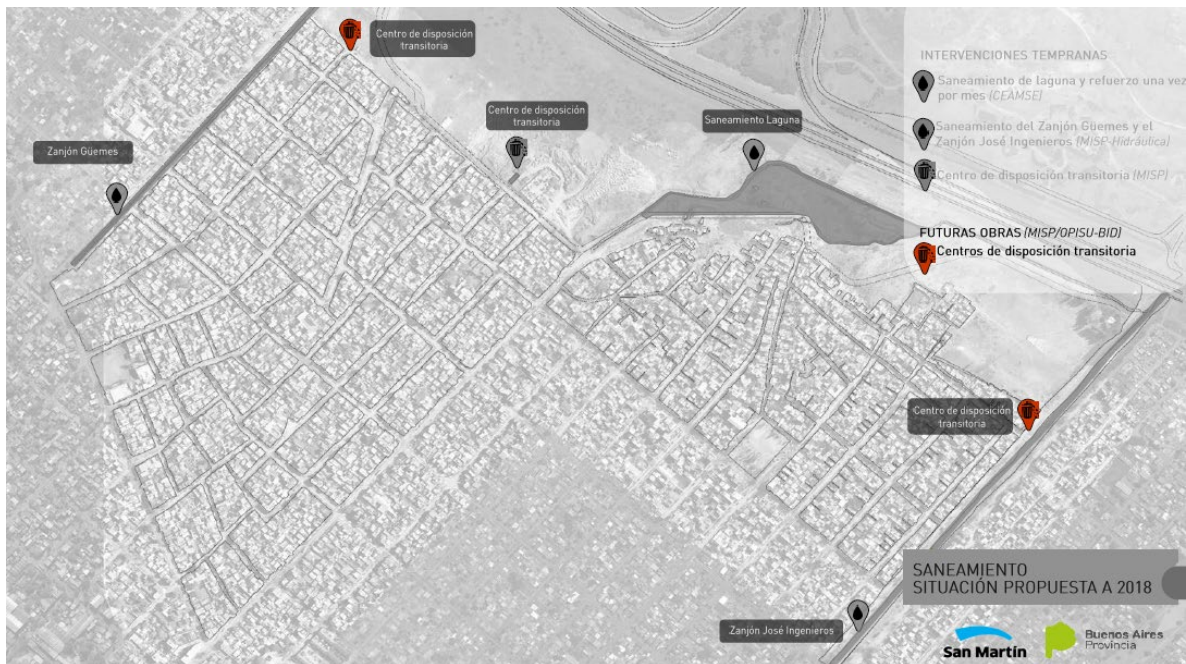 Centro de disposición
transitoria
Centro de disposición
transitoria
Saneamiento Laguna
Zanjón Güemes
INTERVENCIONES TEMPRANAS
Saneamiento de laguna y refuerzo una vez
por mes (CEAMSE)
Saneamiento del Zanjón Güemes y el
Zanjón José Ingenieros (MISP-Hidráulica)
Centro de disposición transitoria (MISP)
FUTURAS OBRAS (MISP/OPISU-BID)
Centros de disposición transitoria
Centro de disposición
transitoria
Zanjón José Ingenieros
SANEAMIENTO
SITUACIÓN PROPUESTA A 2018
San Martín
Buenos Aires
Provincia